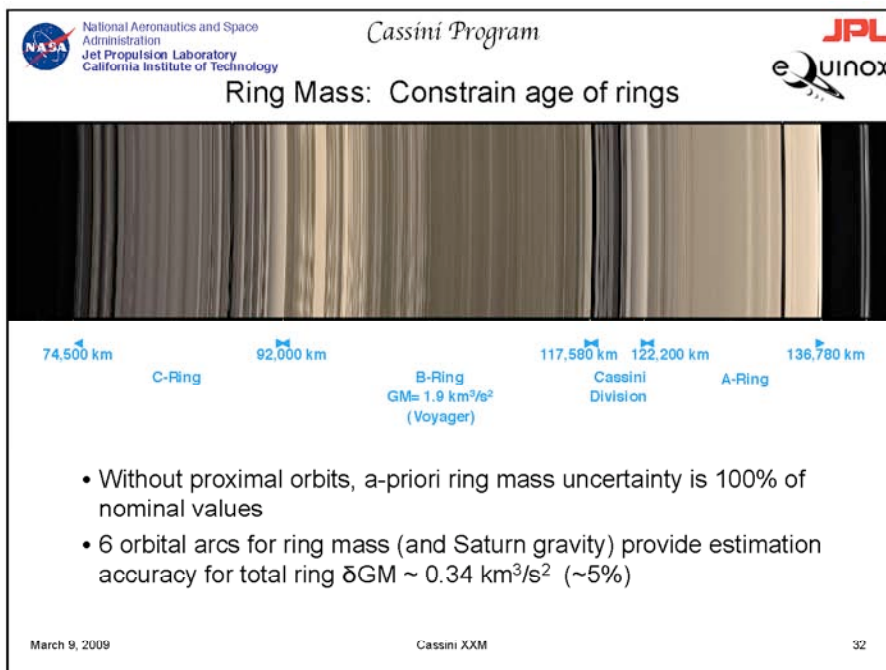 National Aeronautics and Space
Administration
Jet Propulsion Laboratory
California Institute of Technology
NASA
Cassini Program
JPL
eQuinox
Ring Mass: Constrain age of rings
74,500 km
92,000 km
117,580 km
122,200 km
136,780 km
C-Ring
B-Ring
GM= 1.9 km³/s²
(Voyager)
Cassini
Division
A-Ring
• Without proximal orbits, a-priori ring mass uncertainty is 100% of
nominal values
• 6 orbital arcs for ring mass (and Saturn gravity) provide estimation
accuracy for total ring δGM ~ 0.34 km³/s² (~5%)
March 9, 2009
Cassini XXM
32